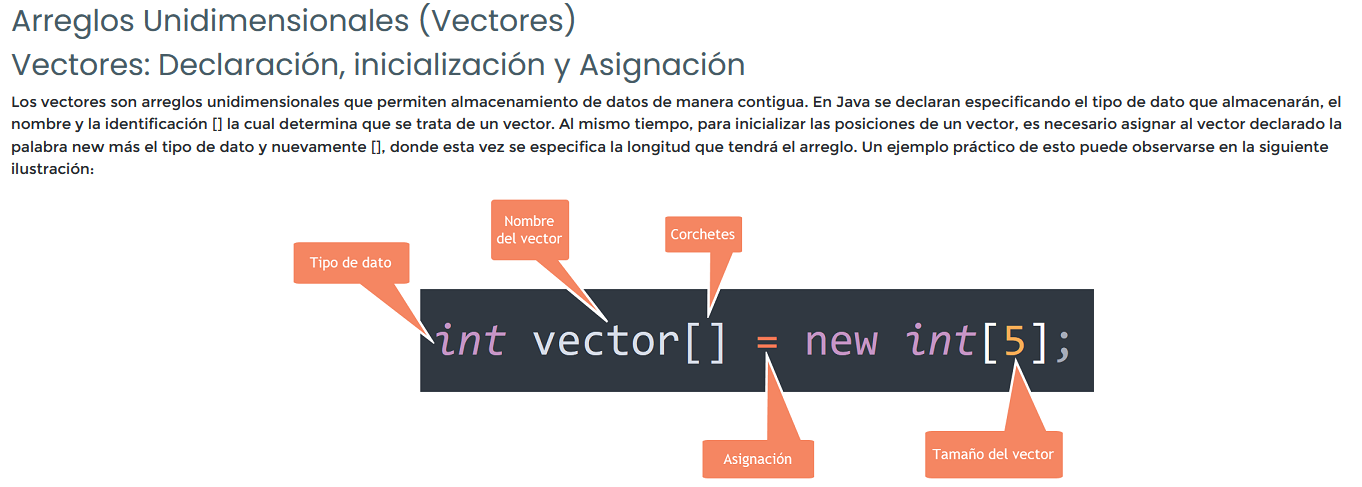 Arreglos Unidimensionales (Vectores)
Vectores: Declaración, inicialización y Asignación
Los vectores son arreglos unidimensionales que permiten almacenamiento de datos de manera contigua. En Java se declaran especificando el tipo de dato que almacenarán, el
nombre y la identificación [] la cual determina que se trata de un vector. Al mismo tiempo, para inicializar las posiciones de un vector, es necesario asignar al vector declarado la
palabra new más el tipo de dato y nuevamente [], donde esta vez se especifica la longitud que tendrá el arreglo. Un ejemplo práctico de esto puede observarse en la siguiente
ilustración:
Nombre
del vector
Corchetes
Tipo de dato
int vector[] = new int[5];
Asignación
Tamaño del vector